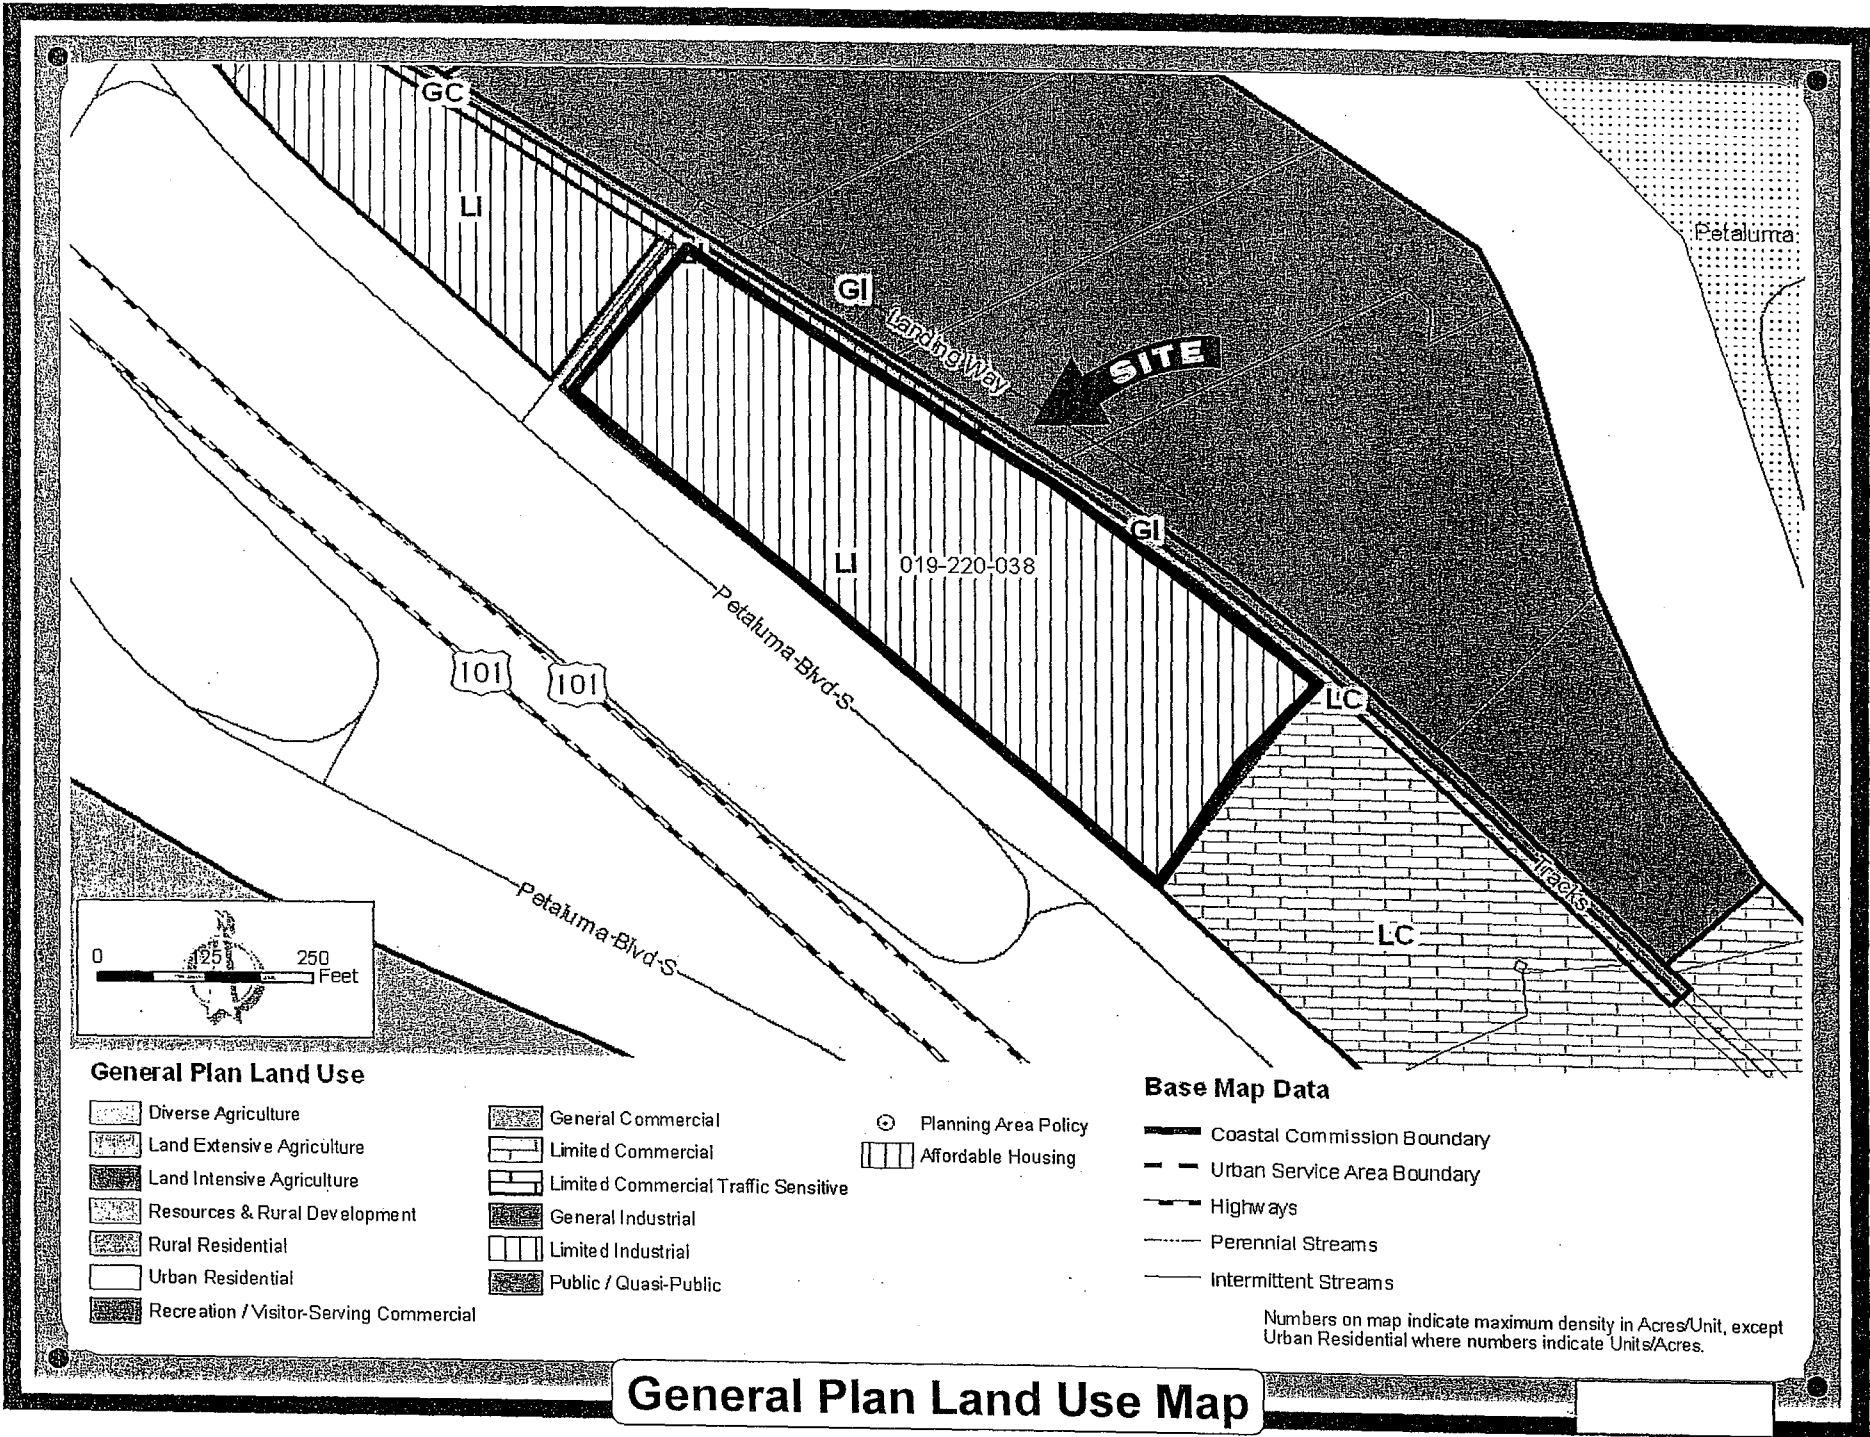 GC
LI
Petaluma
GI
Landing Way
SITE
GI
LI 019-220-038
Petaluma Blvd S
101 101
LC
Tracks
LC
Petaluma Blvd S
0 125 250
Feet
General Plan Land Use
Diverse Agriculture
Land Extensive Agriculture
Land Intensive Agriculture
Resources & Rural Development
Rural Residential
Urban Residential
Recreation / Visitor-Serving Commercial
General Commercial
Limited Commercial
Limited Commercial Traffic Sensitive
General Industrial
Limited Industrial
Public / Quasi-Public
Planning Area Policy
Affordable Housing
Base Map Data
Coastal Commission Boundary
Urban Service Area Boundary
Highways
Perennial Streams
Intermittent Streams
Numbers on map indicate maximum density in Acres/Unit, except
Urban Residential where numbers indicate Units/Acres.
General Plan Land Use Map